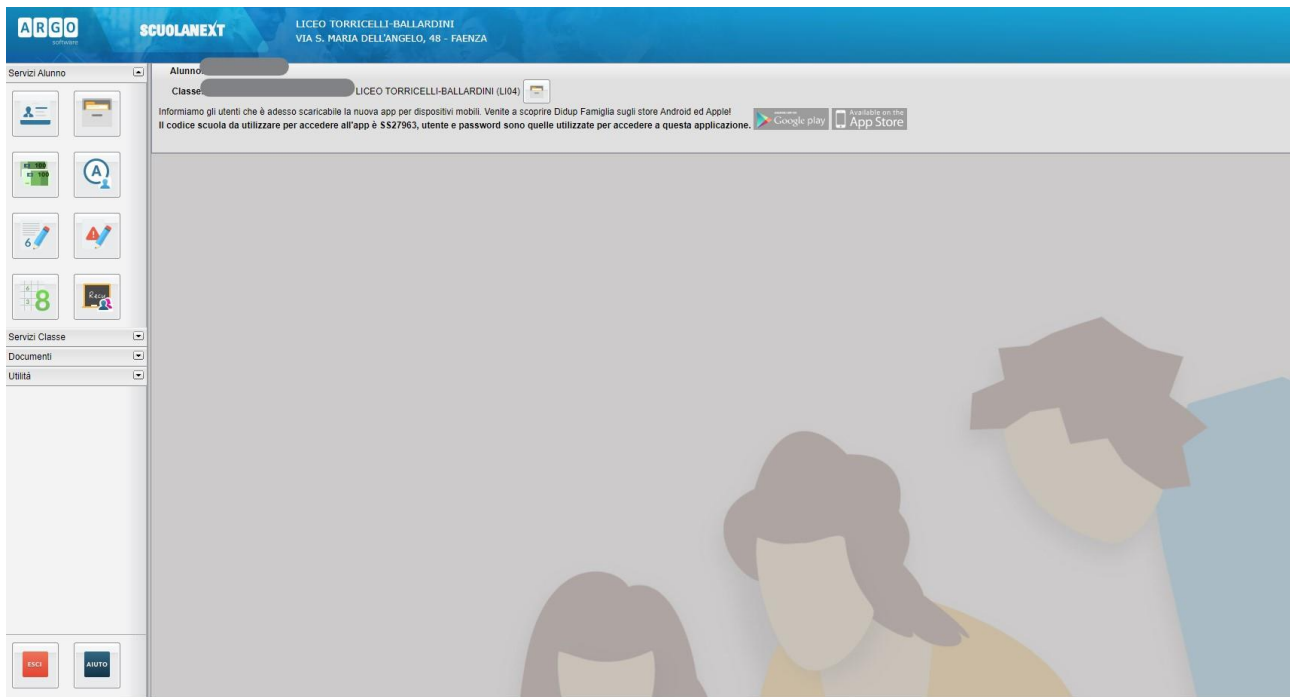 ARGO
software
SCUOLANEXT
LICEO TORRICELLI-BALLARDINI
VIA S. MARIA DELL'ANGELO, 48 - FAENZA
Servizi Alunno
Alunno:
Classe: LICEO TORRICELLI-BALLARDINI (LI04)
Informiamo gli utenti che è adesso scaricabile la nuova app per dispositivi mobili. Venite a scoprire Didup Famiglia sugli store Android ed Apple!
Il codice scuola da utilizzare per accedere all'app è SS27963, utente e password sono quelle utilizzate per accedere a questa applicazione.
Google play
Available on the
App Store
100
100
A
6
8
Servizi Classe
Documenti
Utilità
ESCI
AIUTO